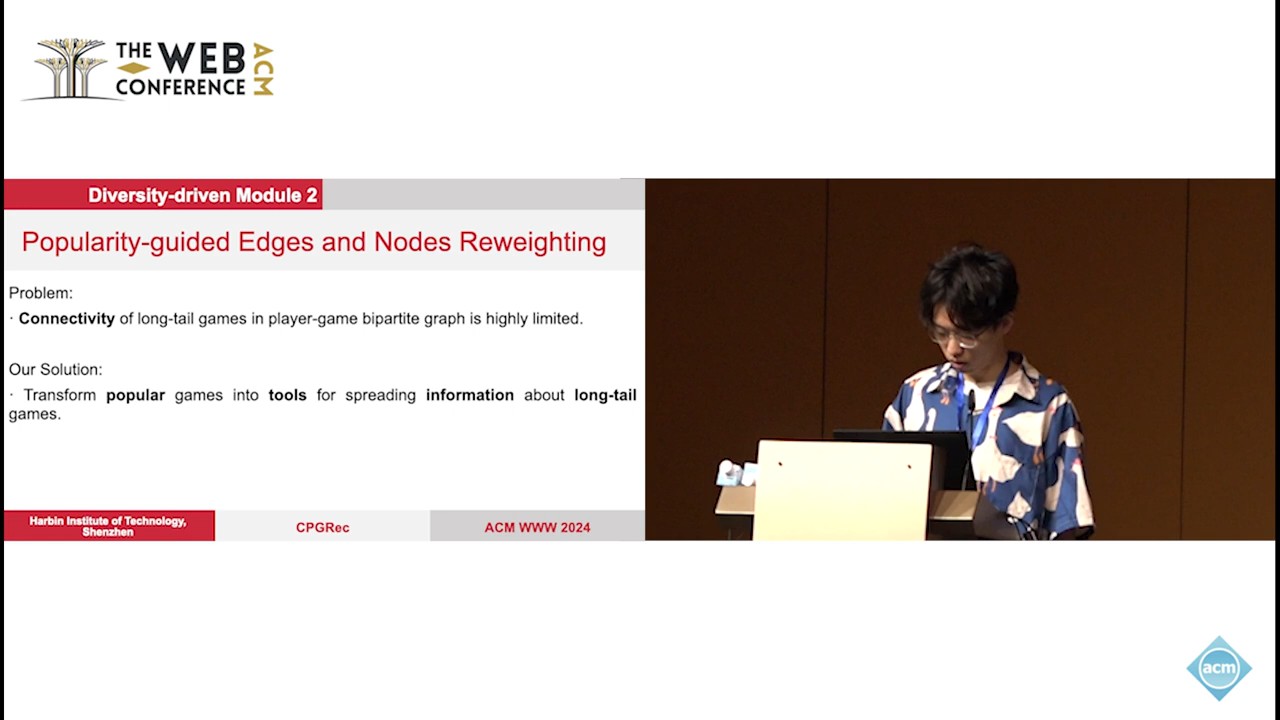 THE WEB CONFERENCE ACM
Diversity-driven Module 2
Popularity-guided Edges and Nodes Reweighting
Problem:
· Connectivity of long-tail games in player-game bipartite graph is highly limited.
Our Solution:
· Transform popular games into tools for spreading information about long-tail
games.
Harbin Institute of Technology,
Shenzhen
CPGRec
ACM WWW 2024
acm